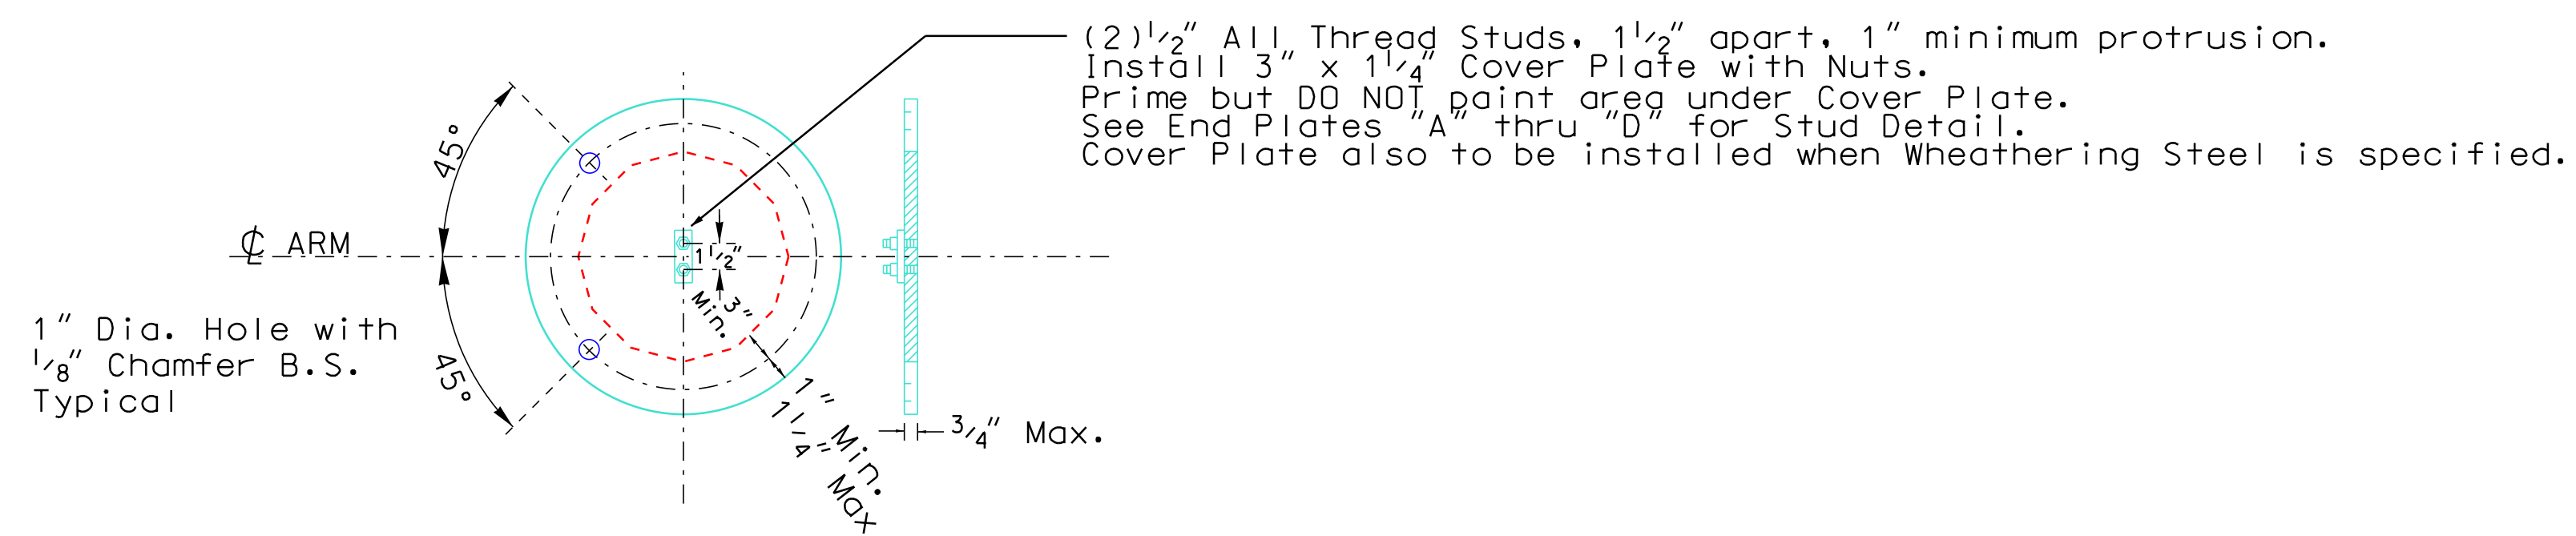 (2)1/2" All Thread Studs, 1 1/2" apart, 1" minimum protrusion.
Install 3" x 1 1/4" Cover Plate with Nuts.
Prime but DO NOT paint area under Cover Plate.
See End Plates "A" thru "D" for Stud Detail.
Cover Plate also to be installed when Wheathering Steel is specified.
45°
℄ ARM
1 1/2"
3"
Min.
1" Dia. Hole with
1/8" Chamfer B.S.
Typical
45°
1" Min.
1 1/4" Max
3/4" Max.